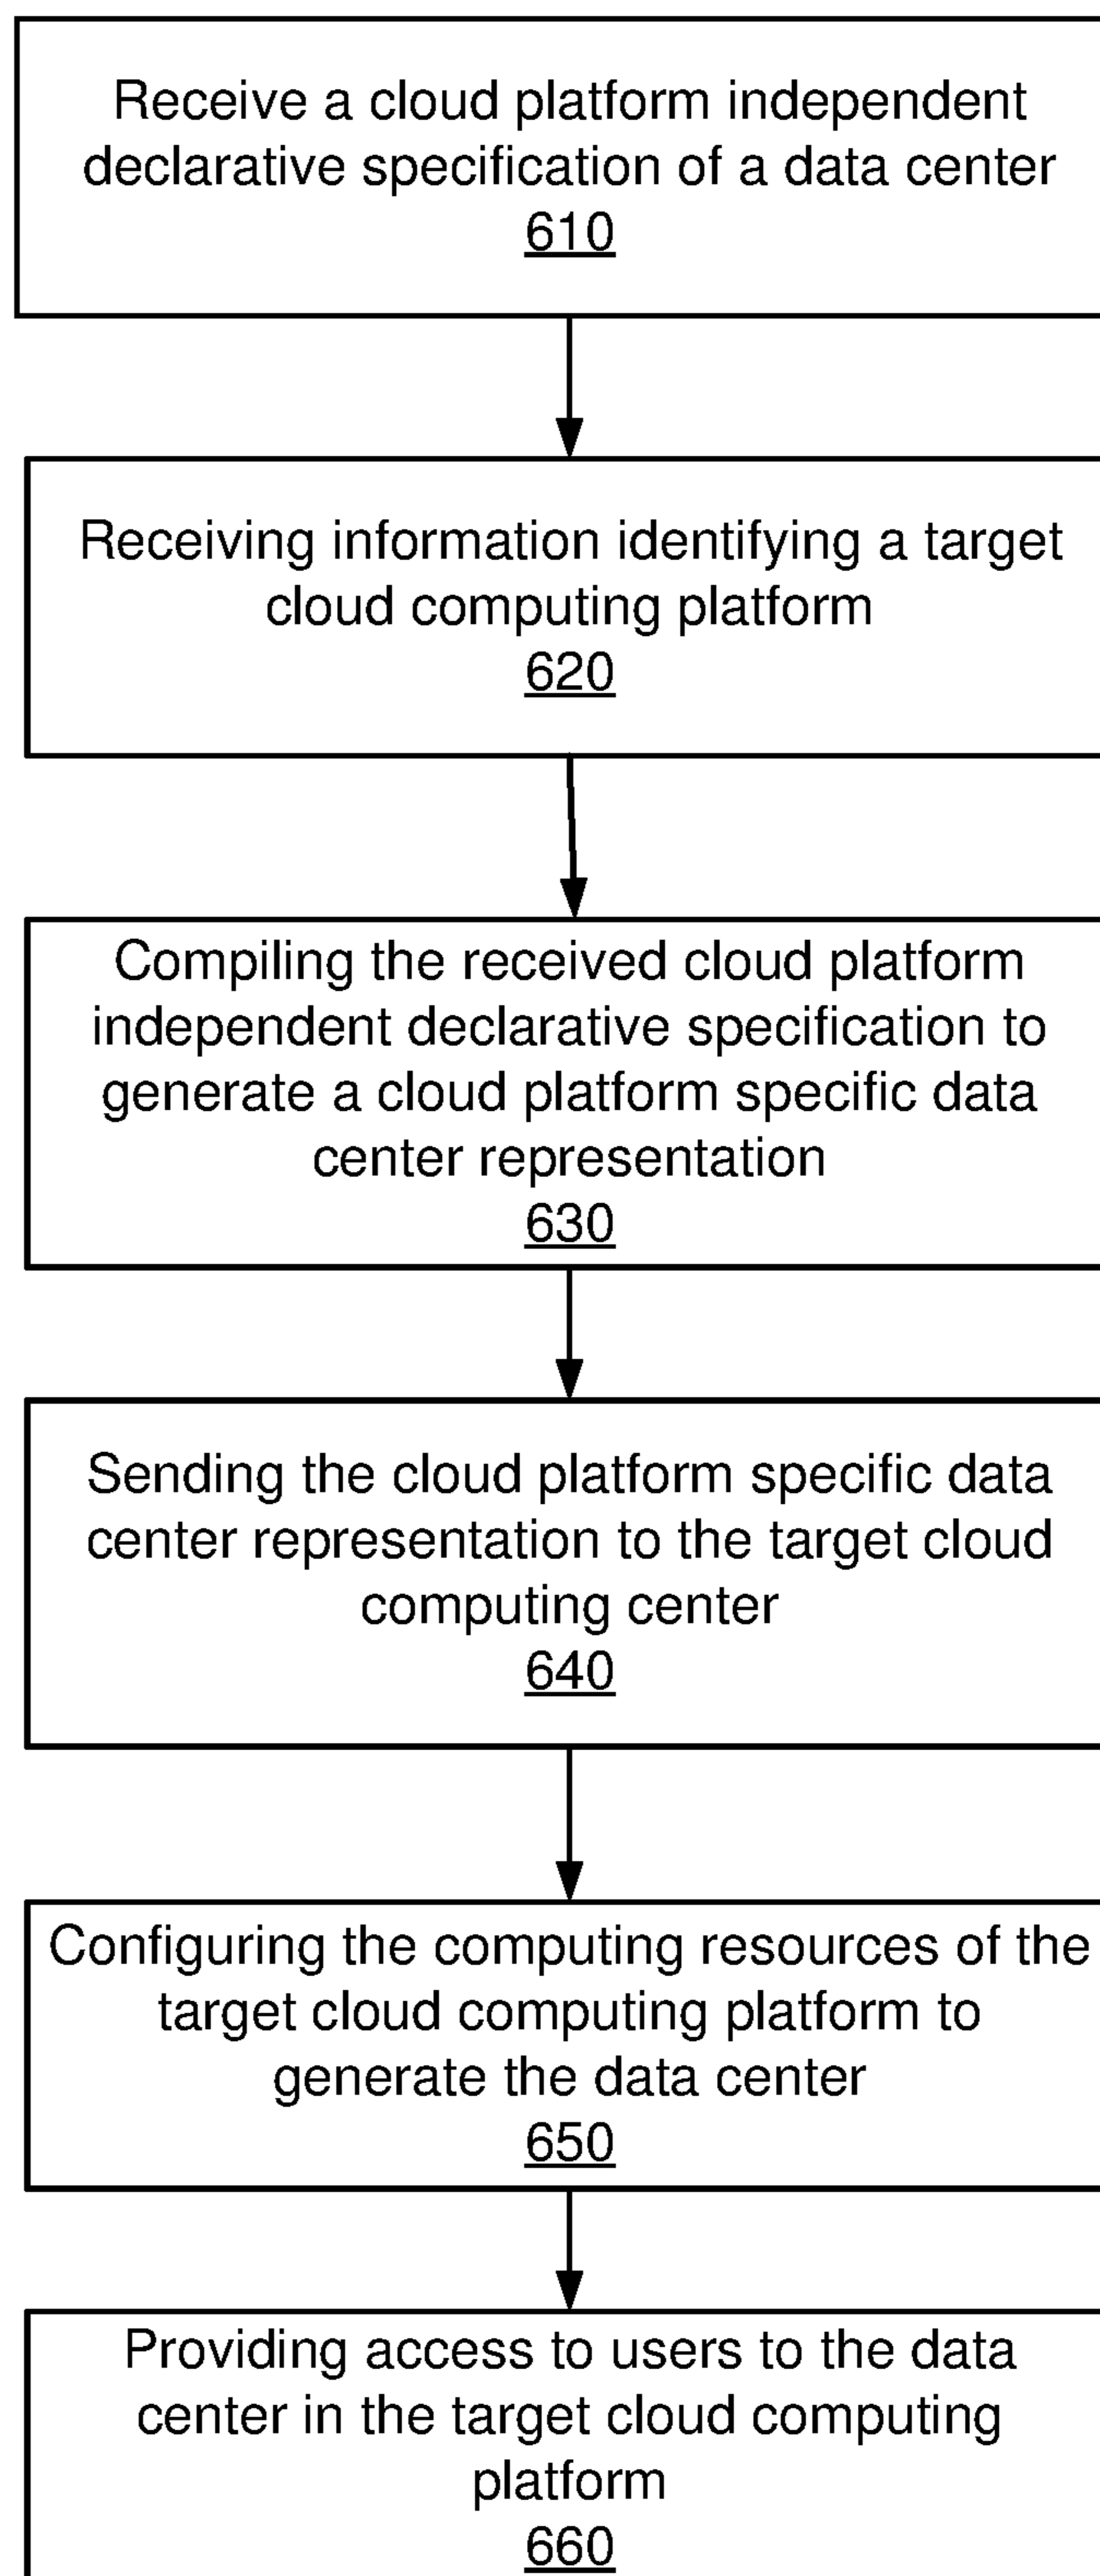 Receive a cloud platform independent
declarative specification of a data center
610
Receiving information identifying a target
cloud computing platform
620
Compiling the received cloud platform
independent declarative specification to
generate a cloud platform specific data
center representation
630
Sending the cloud platform specific data
center representation to the target cloud
computing center
640
Configuring the computing resources of the
target cloud computing platform to
generate the data center
650
Providing access to users to the data
center in the target cloud computing
platform
660